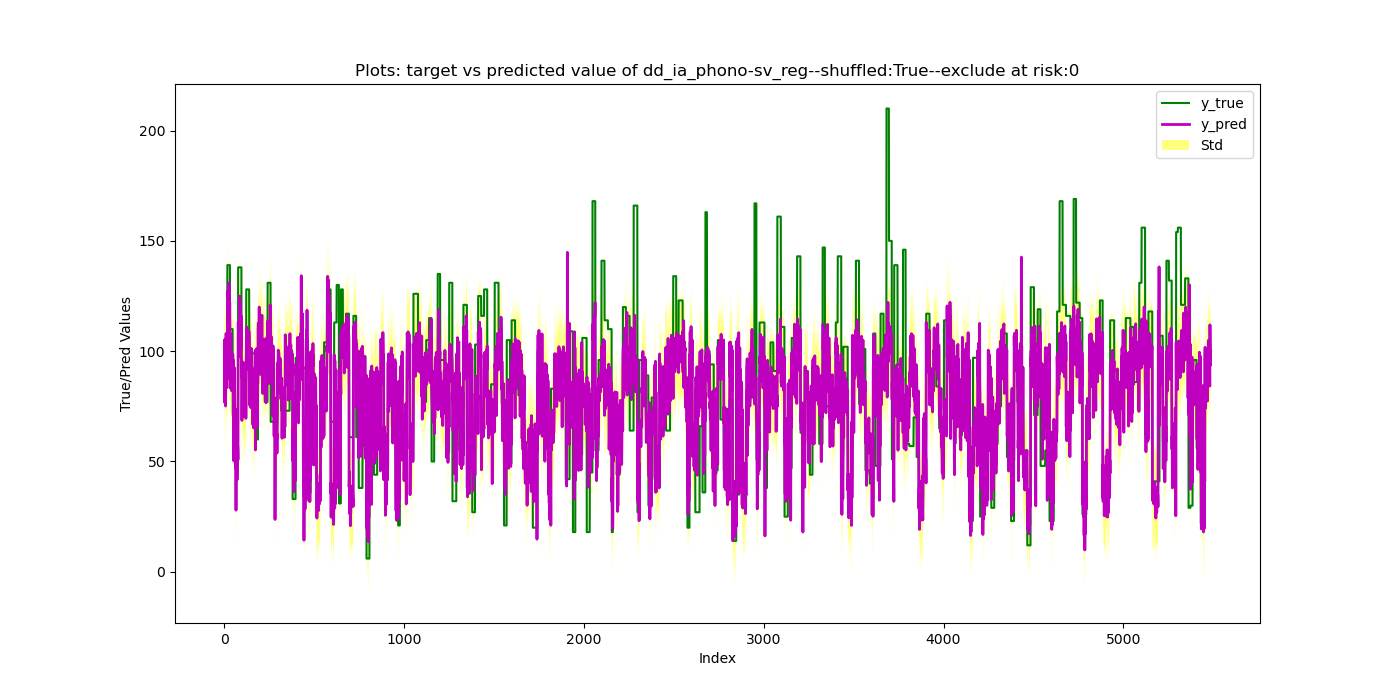 Plots: target vs predicted value of dd_ia_phono-sv_reg--shuffled:True--exclude at risk:0
y_true
y_pred
Std
True/Pred Values
200
150
100
50
0
0 1000 2000 3000 4000 5000
Index